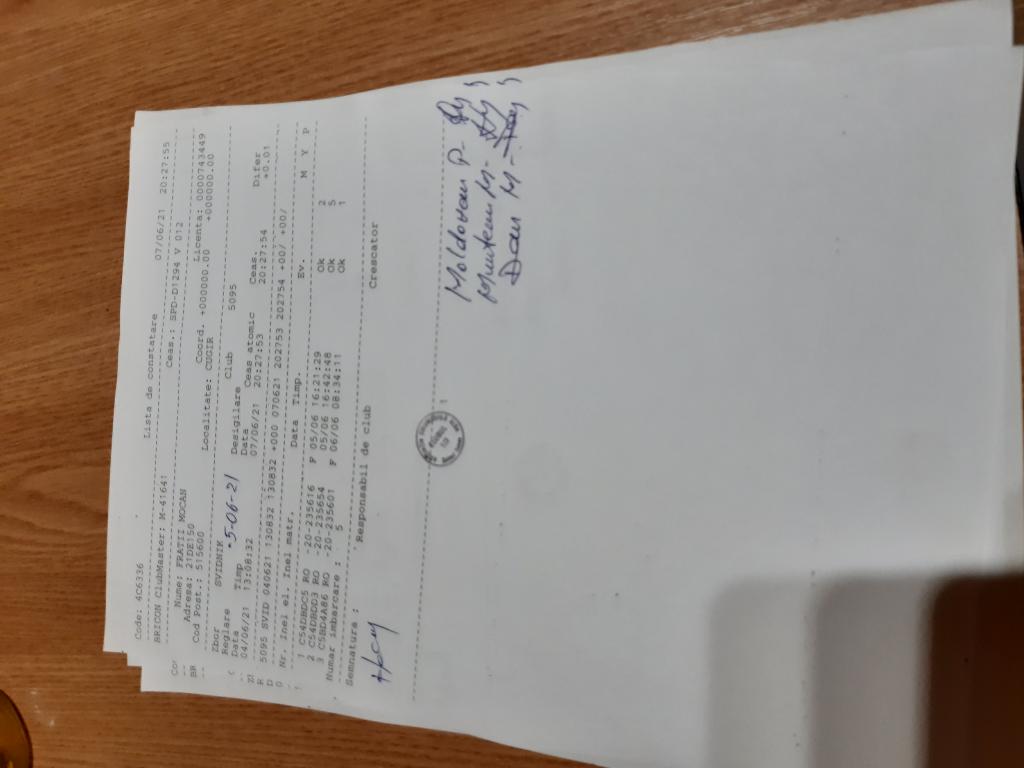 Code: 4C6336
Lista de constatare 07/06/21 20:27:55
BRICON ClubMaster: M-41641 Ceas.: SPD-D1294 V 012
Nume: FRATII MOCAN
Adresa: 21DE150 Licenta: 0000743449
Cod Post.: 515600 Localitate: CUGIR Coord. +000000.00 +000000.00
Zbor SVIDNIK 5-06-21
Reglare Desigilare Club 5095
Data Timp Data Ceas atomic Ceas. Difer
04/06/21 13:08:32 07/06/21 20:27:53 20:27:54 +0.01
5095 SVID 040621 130832 130832 +000 070621 202753 202754 +00/ +00/
Nr. Inel el. Inel matr. Data Timp. Ev. M Y P
1 C54DBDC5 RO -20-235616 F 05/06 16:21:29 Ok 2
2 C54DBDD3 RO -20-235654 05/06 16:42:48 Ok 5
3 C5BD4AA6 RO -20-235601 F 06/06 08:34:11 Ok 1
Numar imbarcare : 5
Semnatura :
Responsabil de club Crescator
Moldovan P.
Munteanu M.
Dan M.